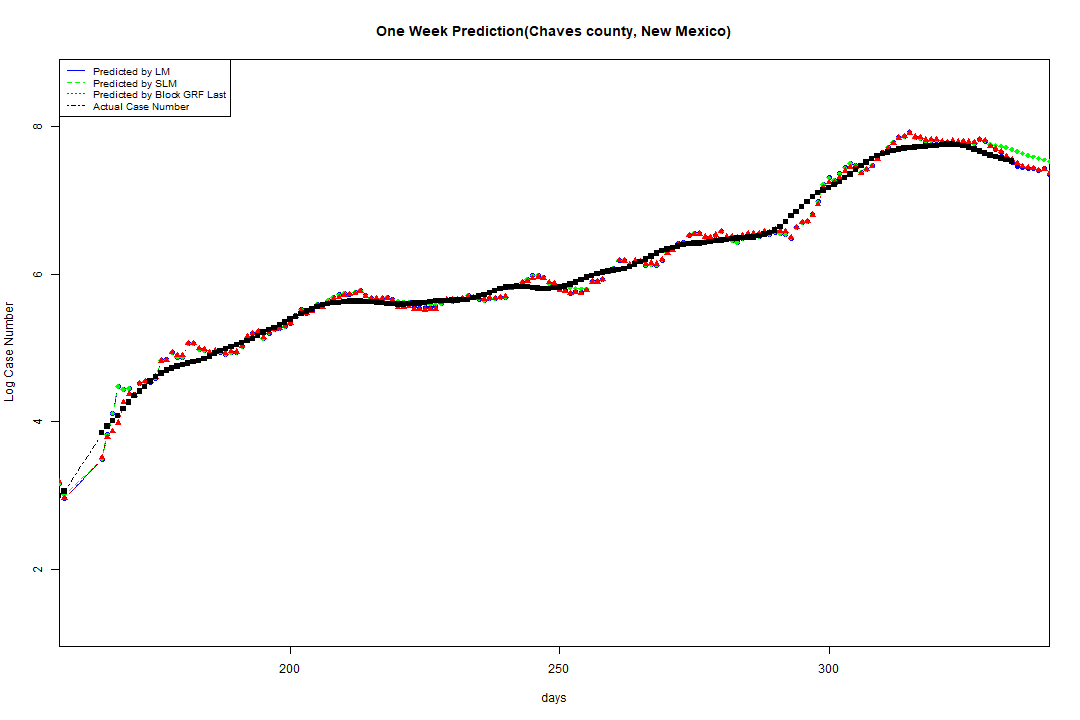 One Week Prediction(Chaves county, New Mexico)
Predicted by LM
Predicted by SLM
Predicted by Block GRF Last
Actual Case Number
8
6
4
2
Log Case Number
200
250
300
days